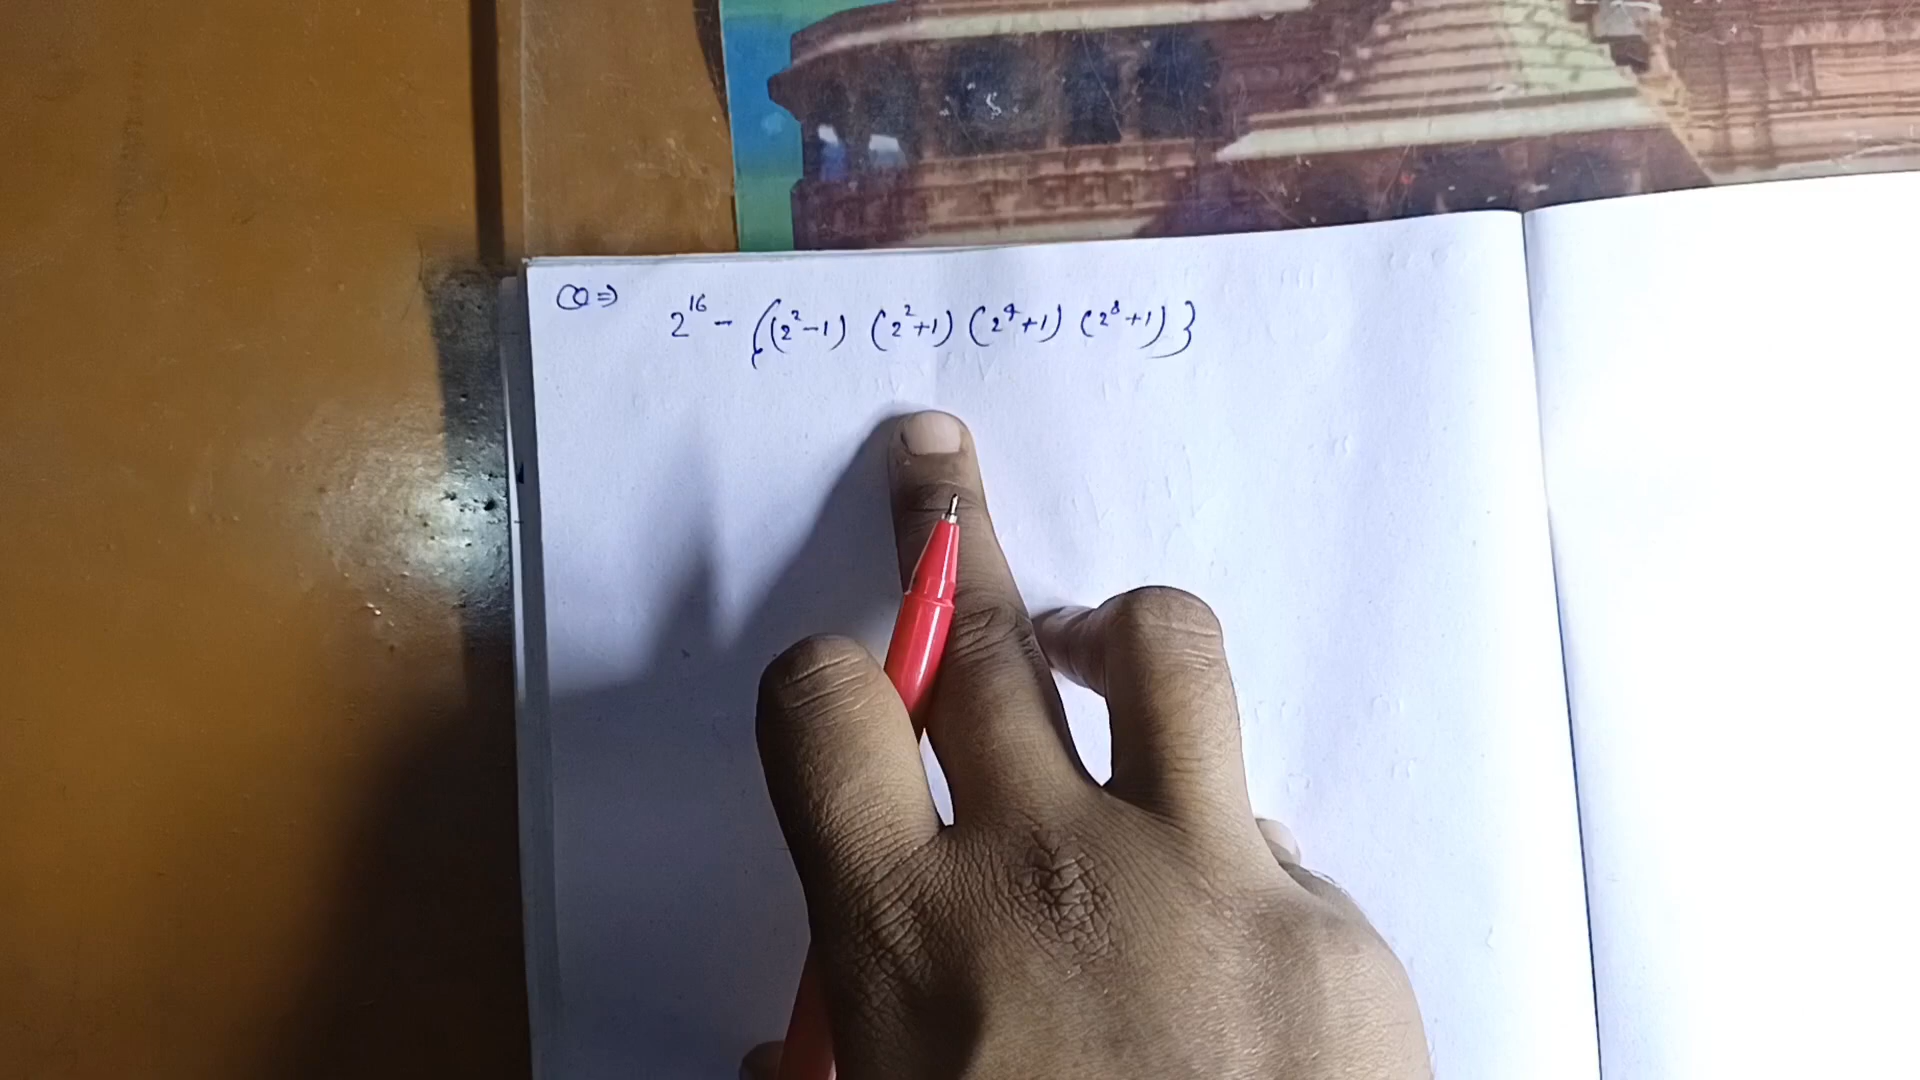 Q ⇒ 2^16 - {(2^2-1) (2^2+1) (2^4+1) (2^8+1)}